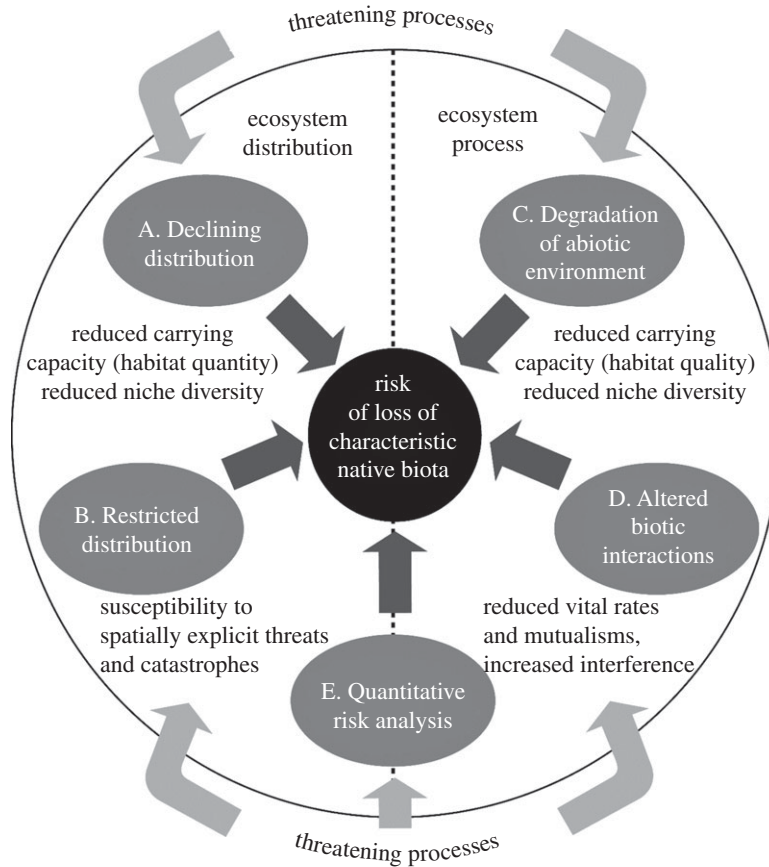 threatening processes
ecosystem
distribution
ecosystem
process
A. Declining
distribution
C. Degradation
of abiotic
environment
reduced carrying
capacity (habitat quantity)
reduced niche diversity
reduced carrying
capacity (habitat quality)
reduced niche diversity
risk
of loss of
characteristic
native biota
B. Restricted
distribution
D. Altered
biotic
interactions
susceptibility to
spatially explicit threats
and catastrophes
reduced vital rates
and mutualisms,
increased interference
E. Quantitative
risk analysis
threatening processes